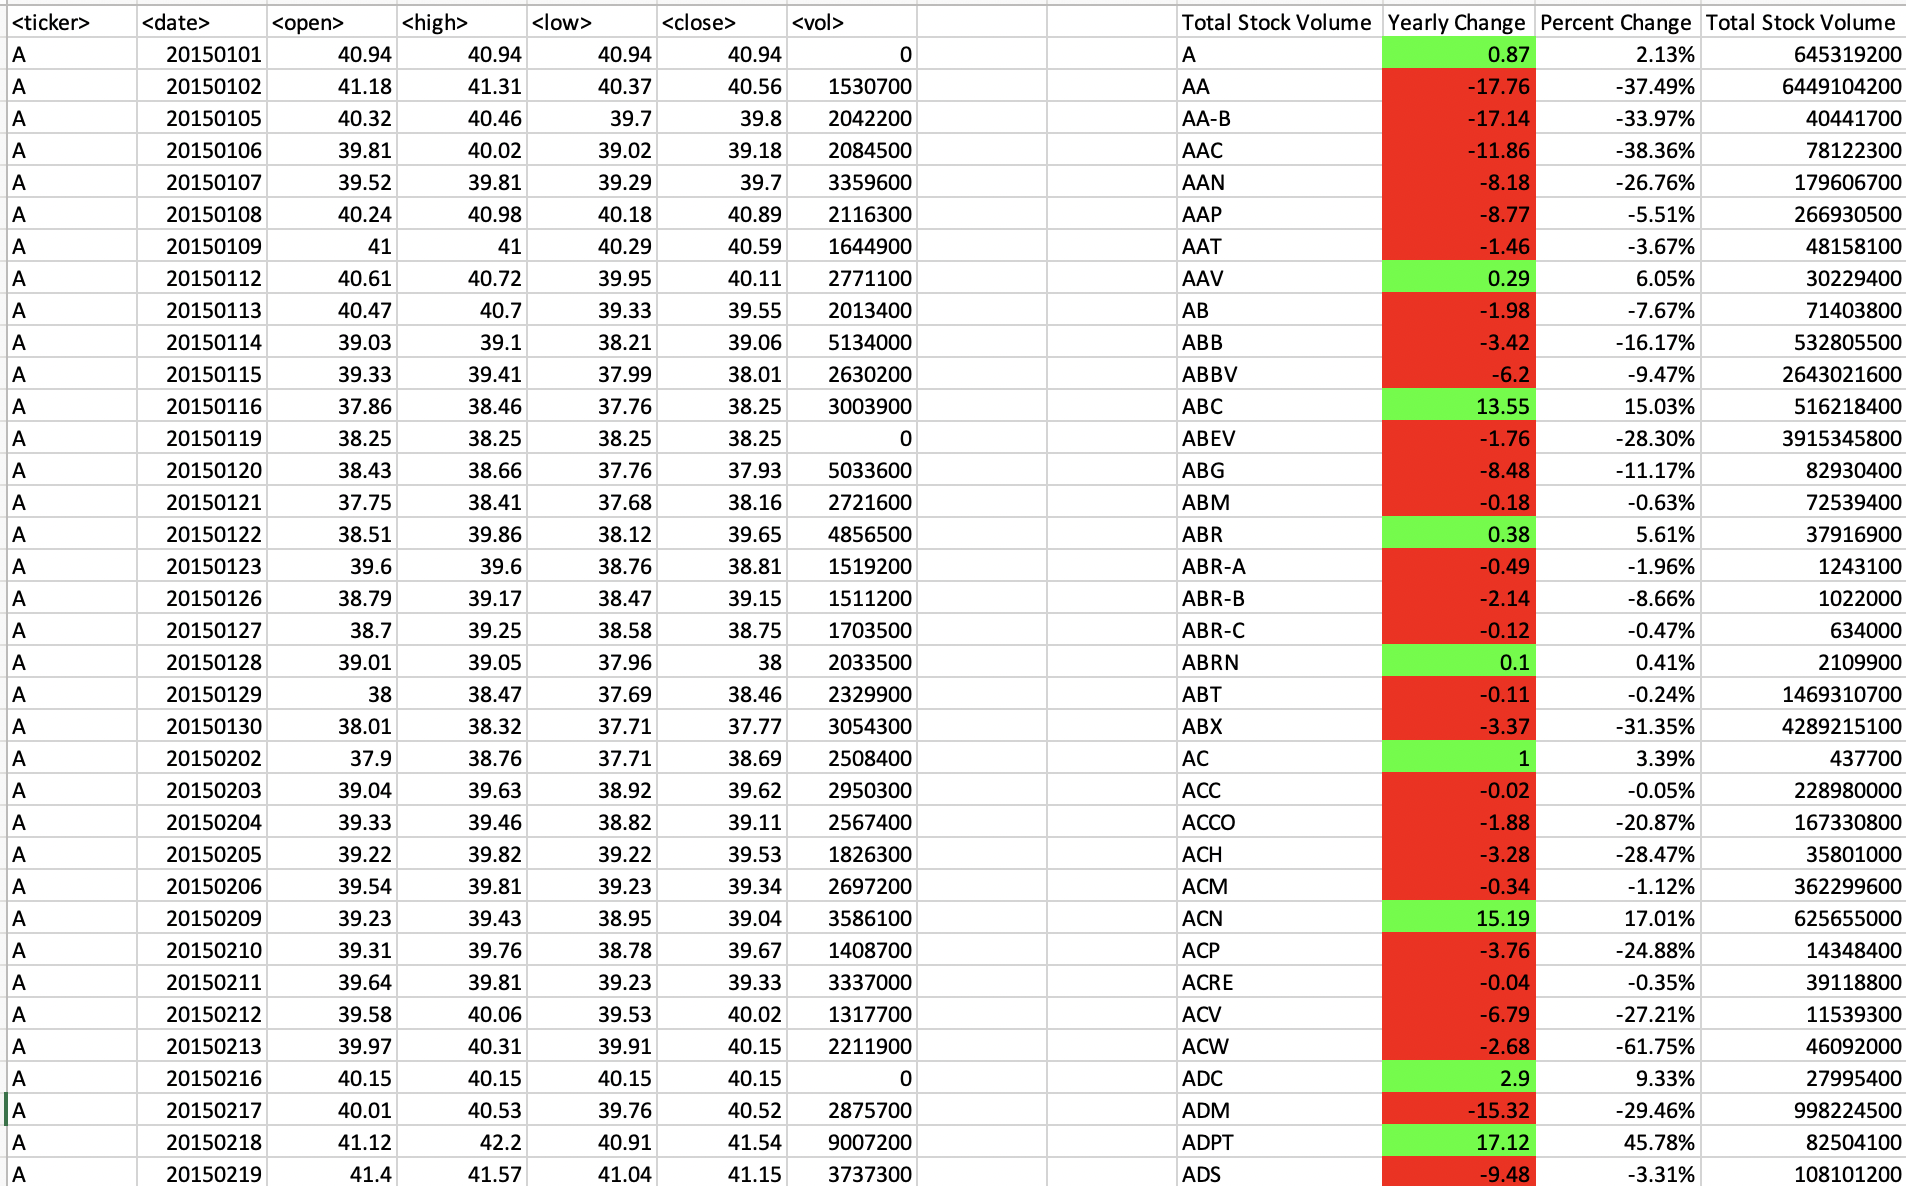 <ticker> <date> <open> <high> <low> <close> <vol> Total Stock Volume Yearly Change Percent Change Total Stock Volume
A 20150101 40.94 40.94 40.94 40.94 0 A 0.87 2.13% 645319200
A 20150102 41.18 41.31 40.37 40.56 1530700 AA -17.76 -37.49% 6449104200
A 20150105 40.32 40.46 39.7 39.8 2042200 AA-B -17.14 -33.97% 40441700
A 20150106 39.81 40.02 39.02 39.18 2084500 AAC -11.86 -38.36% 78122300
A 20150107 39.52 39.81 39.29 39.7 3359600 AAN -8.18 -26.76% 179606700
A 20150108 40.24 40.98 40.18 40.89 2116300 AAP -8.77 -5.51% 266930500
A 20150109 41 41 40.29 40.59 1644900 AAT -1.46 -3.67% 48158100
A 20150112 40.61 40.72 39.95 40.11 2771100 AAV 0.29 6.05% 30229400
A 20150113 40.47 40.7 39.33 39.55 2013400 AB -1.98 -7.67% 71403800
A 20150114 39.03 39.1 38.21 39.06 5134000 ABB -3.42 -16.17% 532805500
A 20150115 39.33 39.41 37.99 38.01 2630200 ABBV -6.2 -9.47% 2643021600
A 20150116 37.86 38.46 37.76 38.25 3003900 ABC 13.55 15.03% 516218400
A 20150119 38.25 38.25 38.25 38.25 0 ABEV -1.76 -28.30% 3915345800
A 20150120 38.43 38.66 37.76 37.93 5033600 ABG -8.48 -11.17% 82930400
A 20150121 37.75 38.41 37.68 38.16 2721600 ABM -0.18 -0.63% 72539400
A 20150122 38.51 39.86 38.12 39.65 4856500 ABR 0.38 5.61% 37916900
A 20150123 39.6 39.6 38.76 38.81 1519200 ABR-A -0.49 -1.96% 1243100
A 20150126 38.79 39.17 38.47 39.15 1511200 ABR-B -2.14 -8.66% 1022000
A 20150127 38.7 39.25 38.58 38.75 1703500 ABR-C -0.12 -0.47% 634000
A 20150128 39.01 39.05 37.96 38 2033500 ABRN 0.1 0.41% 2109900
A 20150129 38 38.47 37.69 38.46 2329900 ABT -0.11 -0.24% 1469310700
A 20150130 38.01 38.32 37.71 37.77 3054300 ABX -3.37 -31.35% 4289215100
A 20150202 37.9 38.76 37.71 38.69 2508400 AC 1 3.39% 437700
A 20150203 39.04 39.63 38.92 39.62 2950300 ACC -0.02 -0.05% 228980000
A 20150204 39.33 39.46 38.82 39.11 2567400 ACCO -1.88 -20.87% 167330800
A 20150205 39.22 39.82 39.22 39.53 1826300 ACH -3.28 -28.47% 35801000
A 20150206 39.54 39.81 39.23 39.34 2697200 ACM -0.34 -1.12% 362299600
A 20150209 39.23 39.43 38.95 39.04 3586100 ACN 15.19 17.01% 625655000
A 20150210 39.31 39.76 38.78 39.67 1408700 ACP -3.76 -24.88% 14348400
A 20150211 39.64 39.81 39.23 39.33 3337000 ACRE -0.04 -0.35% 39118800
A 20150212 39.58 40.06 39.53 40.02 1317700 ACV -6.79 -27.21% 11539300
A 20150213 39.97 40.31 39.91 40.15 2211900 ACW -2.68 -61.75% 46092000
A 20150216 40.15 40.15 40.15 40.15 0 ADC 2.9 9.33% 27995400
A 20150217 40.01 40.53 39.76 40.52 2875700 ADM -15.32 -29.46% 998224500
A 20150218 41.12 42.2 40.91 41.54 9007200 ADPT 17.12 45.78% 82504100
A 20150219 41.4 41.57 41.04 41.15 3737300 ADS -9.48 -3.31% 108101200